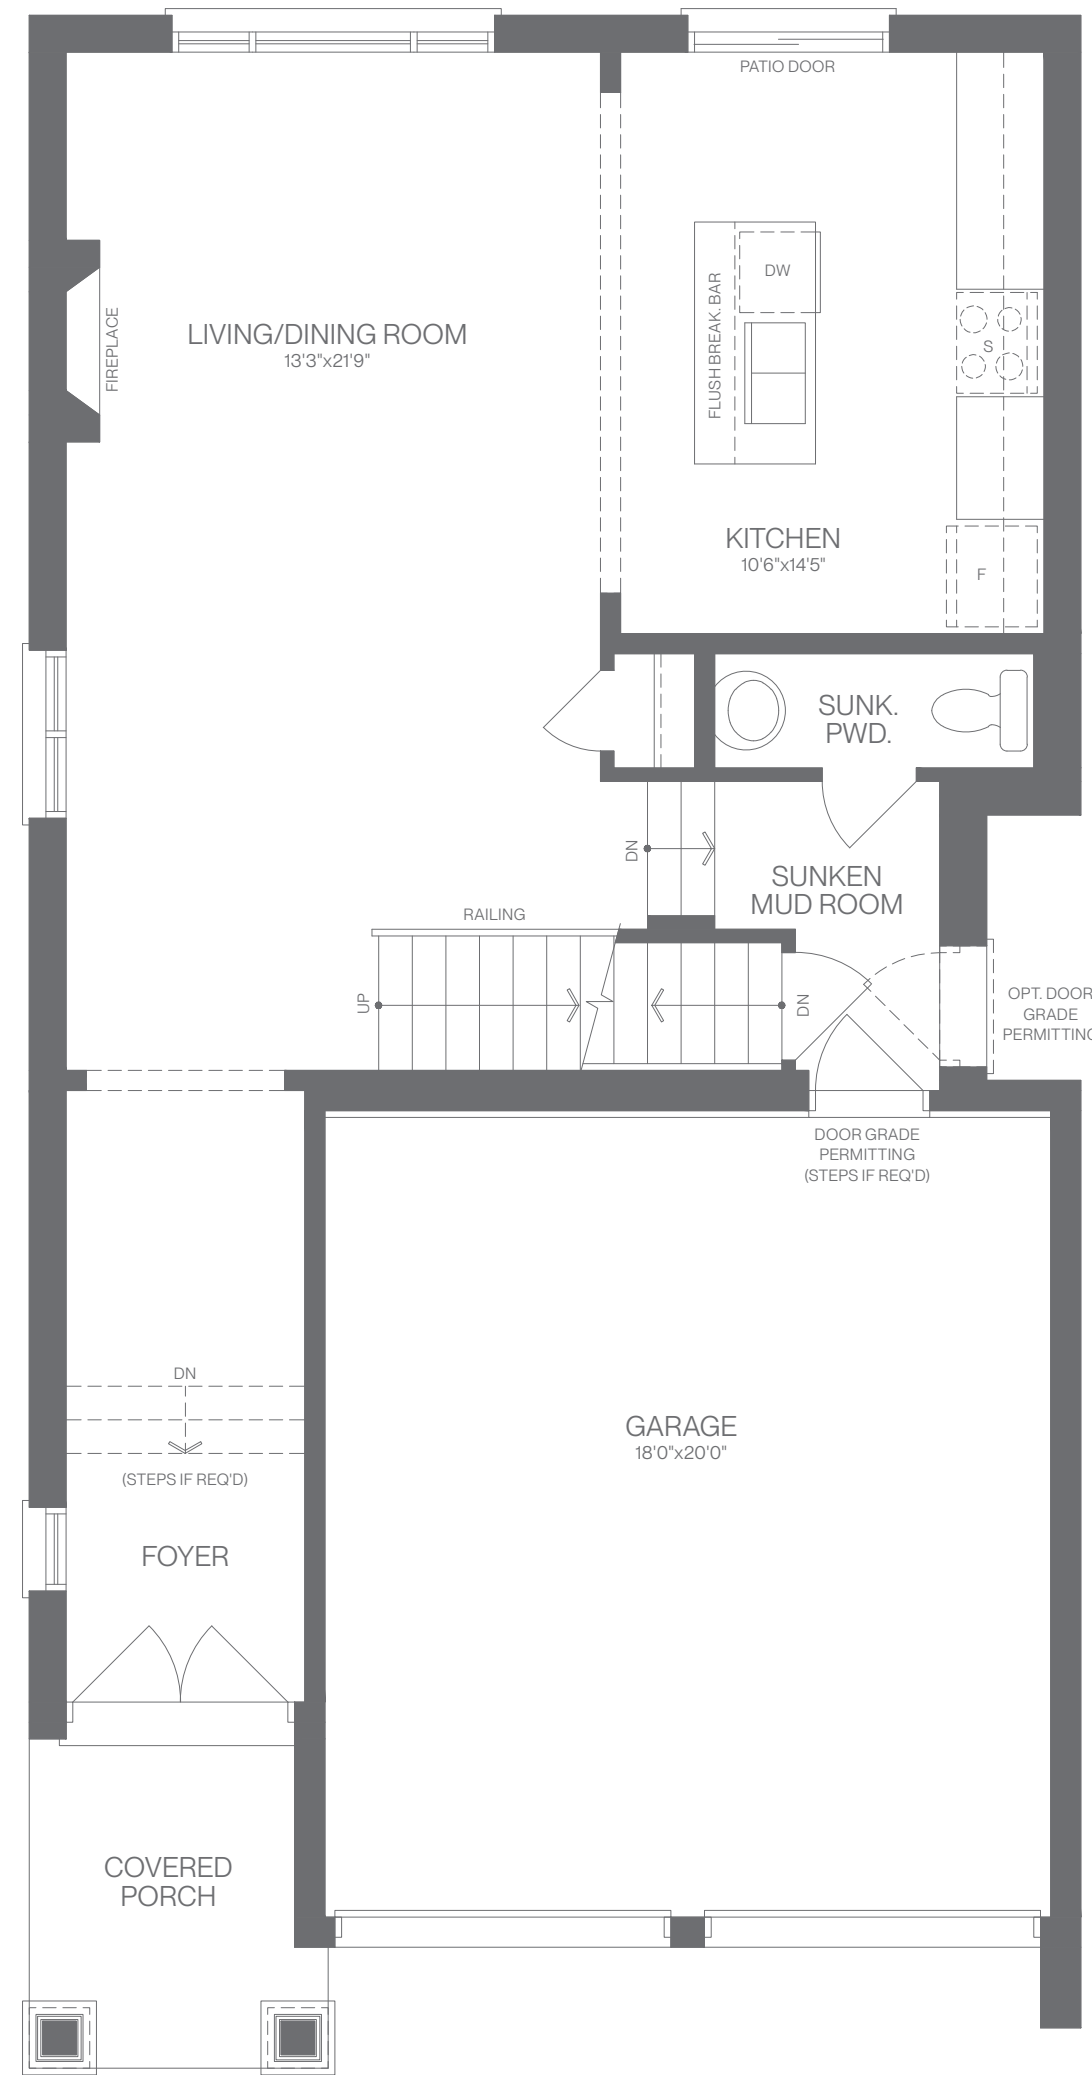 PATIO DOOR
FLUSH BREAK. BAR
DW
FIREPLACE
LIVING/DINING ROOM
13'3"x21'9"
S
KITCHEN
10'6"x14'5"
F
SUNK.
PWD.
DN
SUNKEN
MUD ROOM
RAILING
UP
DN
OPT. DOOR
GRADE
PERMITTING
DOOR GRADE
PERMITTING
(STEPS IF REQ'D)
DN
(STEPS IF REQ'D)
GARAGE
18'0"x20'0"
FOYER
COVERED
PORCH